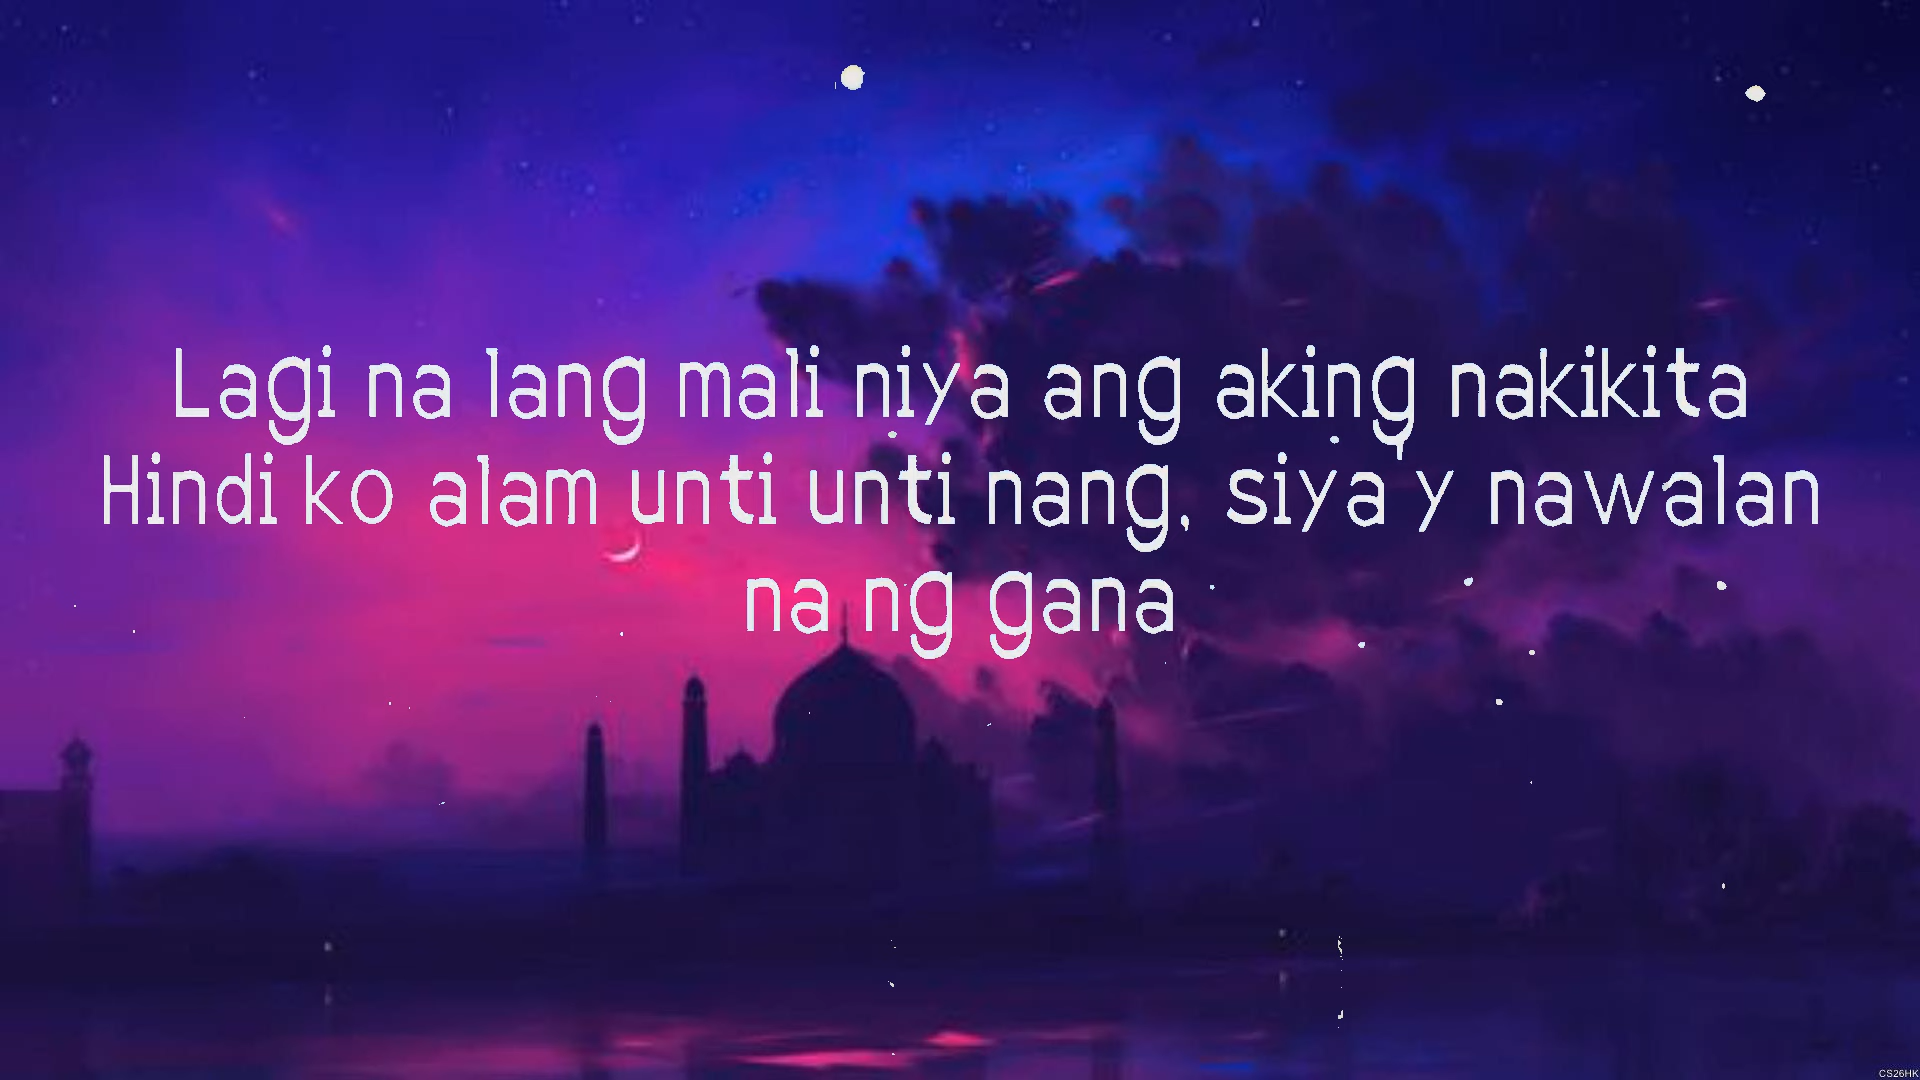 Lagi na lang mali niya ang aking nakikita
Hindi ko alam unti unti nang, siya'y nawalan
na ng gana
CS26HK